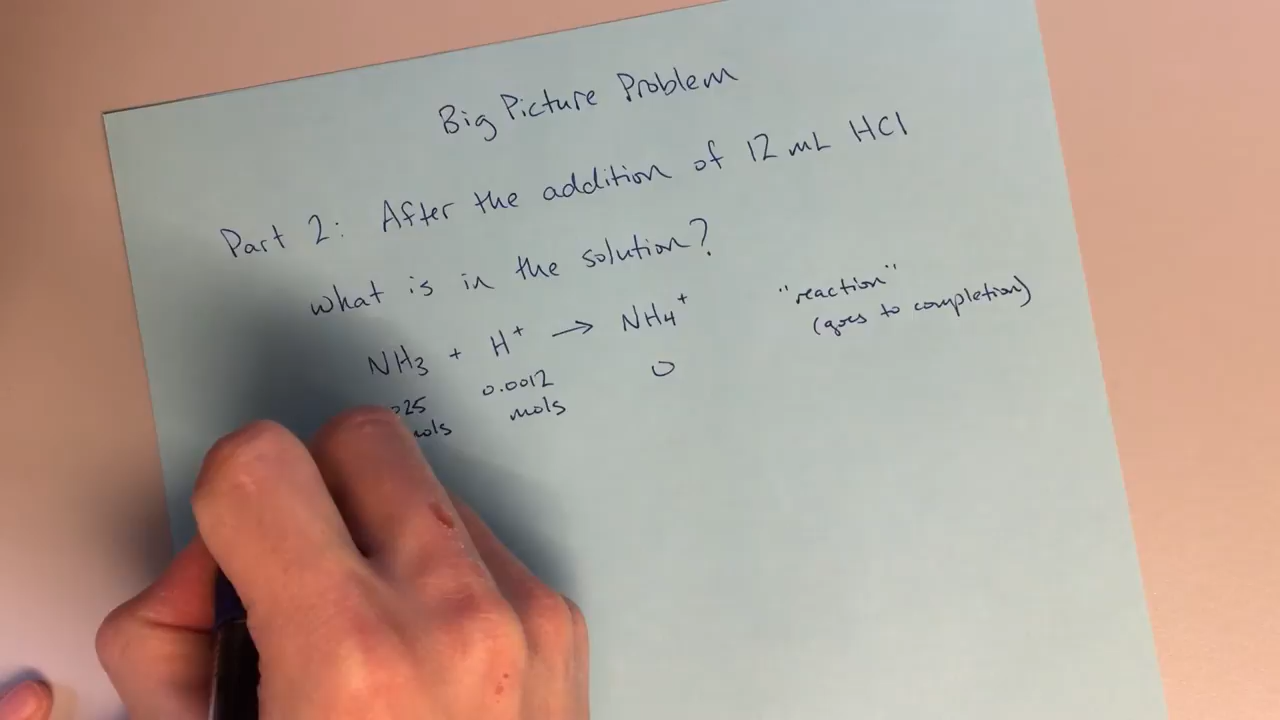 Big Picture Problem
Part 2: After the addition of 12 mL HCl
what is in the solution?
NH3 + H+ → NH4+ "reaction"
(goes to completion)
0.0012 0
mols